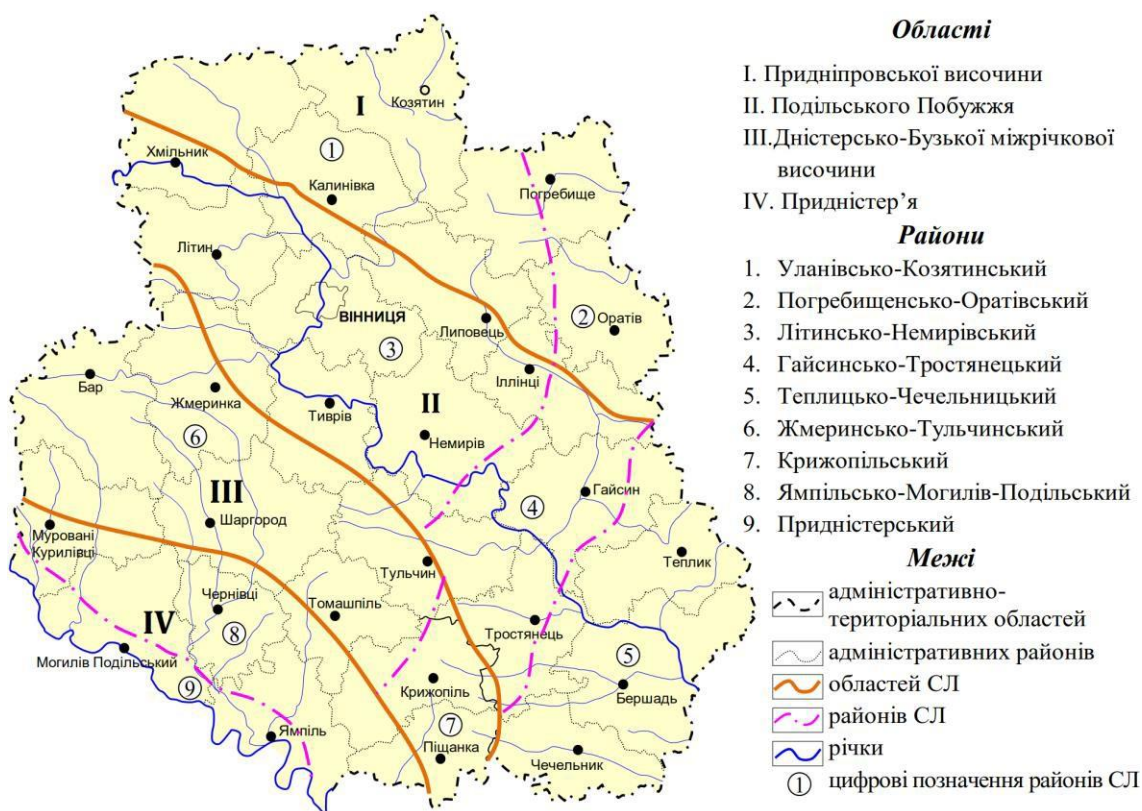 Козятин
I
①
Хмільник
Калинівка
Погребище
Літин
ВІННИЦЯ
Липовець
②
Оратів
③
Бар
Жмеринка
Іллінці
Тиврів
II
Немирів
⑥
III
Шаргород
④
Гайсин
Муровані
Курилівці
Тульчин
Теплик
Чернівці
Томашпіль
IV
⑧
Тростянець
Могилів Подільський
⑤
⑨
Крижопіль
Бершадь
Ямпіль
⑦
Піщанка
Чечельник
Області
I. Придніпровської височини
II. Подільського Побужжя
III.Дністерсько-Бузької міжрічкової
височини
IV. Придністер’я
Райони
1. Уланівсько-Козятинський
2. Погребищенсько-Оратівський
3. Літинсько-Немирівський
4. Гайсинсько-Тростянецький
5. Теплицько-Чечельницький
6. Жмеринсько-Тульчинський
7. Крижопільський
8. Ямпільсько-Могилів-Подільський
9. Придністерський
Межі
адміністративно-
територіальних областей
адміністративних районів
областей СЛ
районів СЛ
річки
① цифрові позначення районів СЛ